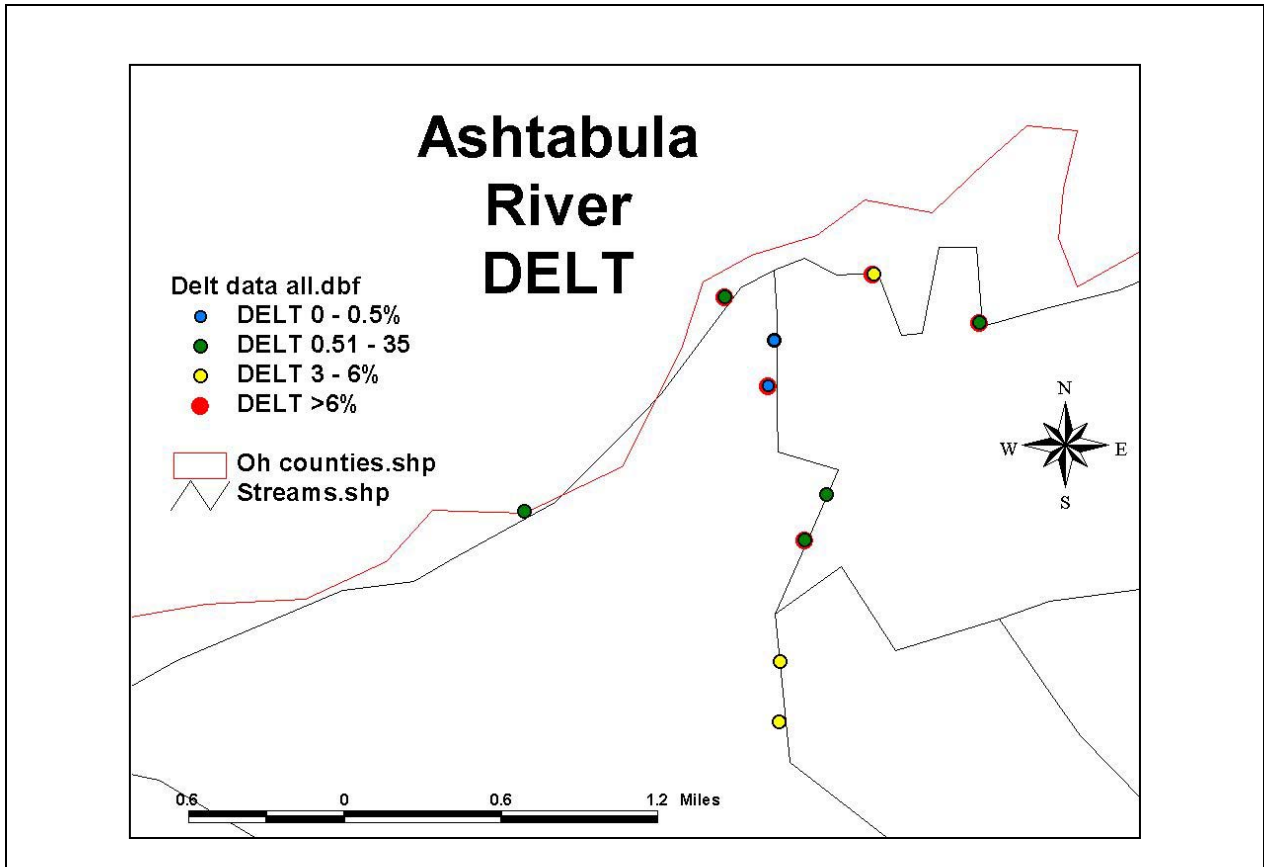 Ashtabula
River
DELT
Delt data all.dbf
DELT 0 - 0.5%
DELT 0.51 - 35
DELT 3 - 6%
DELT >6%
Oh counties.shp
Streams.shp
N
W E
S
0.6 0 0.6 1.2 Miles